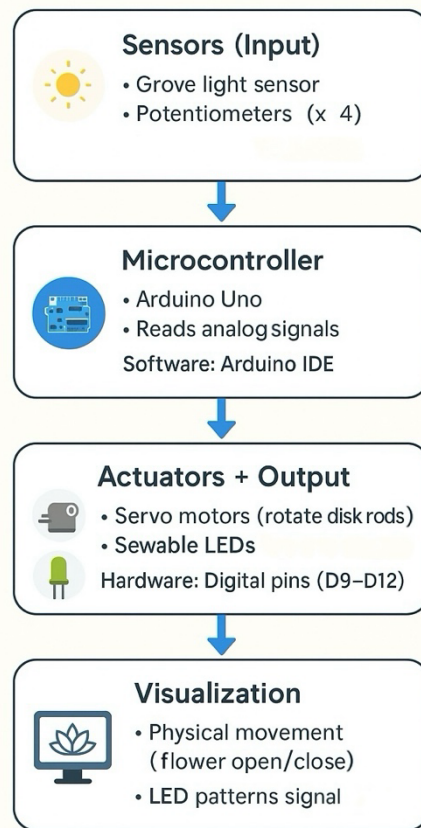 Sensors (Input)
• Grove light sensor
• Potentiometers (x 4)
Microcontroller
• Arduino Uno
• Reads analog signals
Software: Arduino IDE
Actuators + Output
• Servo motors (rotate disk rods)
• Sewable LEDs
Hardware: Digital pins (D9–D12)
Visualization
• Physical movement
(flower open/close)
• LED patterns signal